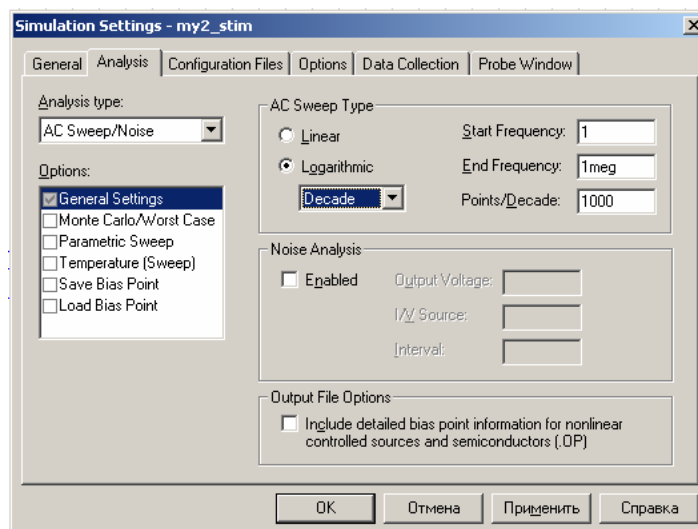 Simulation Settings - my2_stim
General Analysis Configuration Files Options Data Collection Probe Window
Analysis type:
AC Sweep/Noise
Options:
General Settings
Monte Carlo/Worst Case
Parametric Sweep
Temperature (Sweep)
Save Bias Point
Load Bias Point
AC Sweep Type
Linear
Logarithmic
Decade
Start Frequency: 1
End Frequency: 1meg
Points/Decade: 1000
Noise Analysis
Enabled
Output Voltage:
I/V Source:
Interval:
Output File Options
Include detailed bias point information for nonlinear
controlled sources and semiconductors (.OP)
OK Отмена Применить Справка